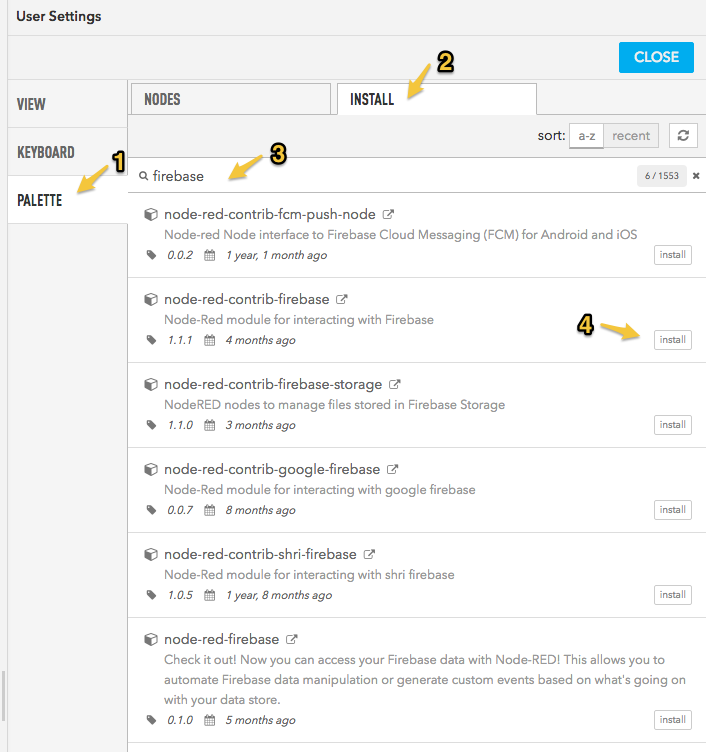 User Settings
CLOSE
2
NODES
INSTALL
VIEW
sort: a-z recent
KEYBOARD
1
3
firebase
6 / 1553
PALETTE
node-red-contrib-fcm-push-node
Node-red Node interface to Firebase Cloud Messaging (FCM) for Android and iOS
0.0.2 1 year, 1 month ago
install
node-red-contrib-firebase
Node-Red module for interacting with Firebase
4
1.1.1 4 months ago
install
node-red-contrib-firebase-storage
NodeRED nodes to manage files stored in Firebase Storage
1.1.0 3 months ago
install
node-red-contrib-google-firebase
Node-Red module for interacting with google firebase
0.0.7 8 months ago
install
node-red-contrib-shri-firebase
Node-Red module for interacting with shri firebase
1.0.5 1 year, 8 months ago
install
node-red-firebase
Check it out! Now you can access your Firebase data with Node-RED! This allows you to
automate Firebase data manipulation or generate custom events based on what's going on
with your data store.
0.1.0 5 months ago
install